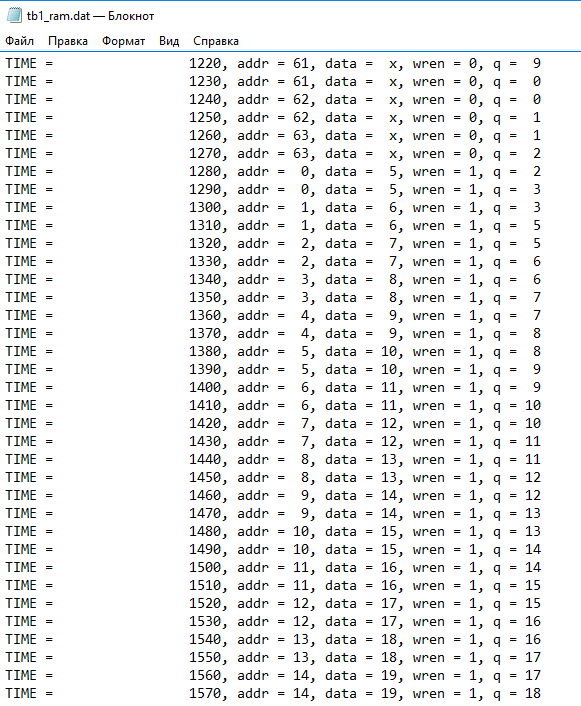 tb1_ram.dat — Блокнот
Файл Правка Формат Вид Справка
TIME =                 1220, addr = 61, data =  x, wren = 0, q =  9
TIME =                 1230, addr = 61, data =  x, wren = 0, q =  0
TIME =                 1240, addr = 62, data =  x, wren = 0, q =  0
TIME =                 1250, addr = 62, data =  x, wren = 0, q =  1
TIME =                 1260, addr = 63, data =  x, wren = 0, q =  1
TIME =                 1270, addr = 63, data =  x, wren = 0, q =  2
TIME =                 1280, addr =  0, data =  5, wren = 1, q =  2
TIME =                 1290, addr =  0, data =  5, wren = 1, q =  3
TIME =                 1300, addr =  1, data =  6, wren = 1, q =  3
TIME =                 1310, addr =  1, data =  6, wren = 1, q =  5
TIME =                 1320, addr =  2, data =  7, wren = 1, q =  5
TIME =                 1330, addr =  2, data =  7, wren = 1, q =  6
TIME =                 1340, addr =  3, data =  8, wren = 1, q =  6
TIME =                 1350, addr =  3, data =  8, wren = 1, q =  7
TIME =                 1360, addr =  4, data =  9, wren = 1, q =  7
TIME =                 1370, addr =  4, data =  9, wren = 1, q =  8
TIME =                 1380, addr =  5, data = 10, wren = 1, q =  8
TIME =                 1390, addr =  5, data = 10, wren = 1, q =  9
TIME =                 1400, addr =  6, data = 11, wren = 1, q =  9
TIME =                 1410, addr =  6, data = 11, wren = 1, q = 10
TIME =                 1420, addr =  7, data = 12, wren = 1, q = 10
TIME =                 1430, addr =  7, data = 12, wren = 1, q = 11
TIME =                 1440, addr =  8, data = 13, wren = 1, q = 11
TIME =                 1450, addr =  8, data = 13, wren = 1, q = 12
TIME =                 1460, addr =  9, data = 14, wren = 1, q = 12
TIME =                 1470, addr =  9, data = 14, wren = 1, q = 13
TIME =                 1480, addr = 10, data = 15, wren = 1, q = 13
TIME =                 1490, addr = 10, data = 15, wren = 1, q = 14
TIME =                 1500, addr = 11, data = 16, wren = 1, q = 14
TIME =                 1510, addr = 11, data = 16, wren = 1, q = 15
TIME =                 1520, addr = 12, data = 17, wren = 1, q = 15
TIME =                 1530, addr = 12, data = 17, wren = 1, q = 16
TIME =                 1540, addr = 13, data = 18, wren = 1, q = 16
TIME =                 1550, addr = 13, data = 18, wren = 1, q = 17
TIME =                 1560, addr = 14, data = 19, wren = 1, q = 17
TIME =                 1570, addr = 14, data = 19, wren = 1, q = 18